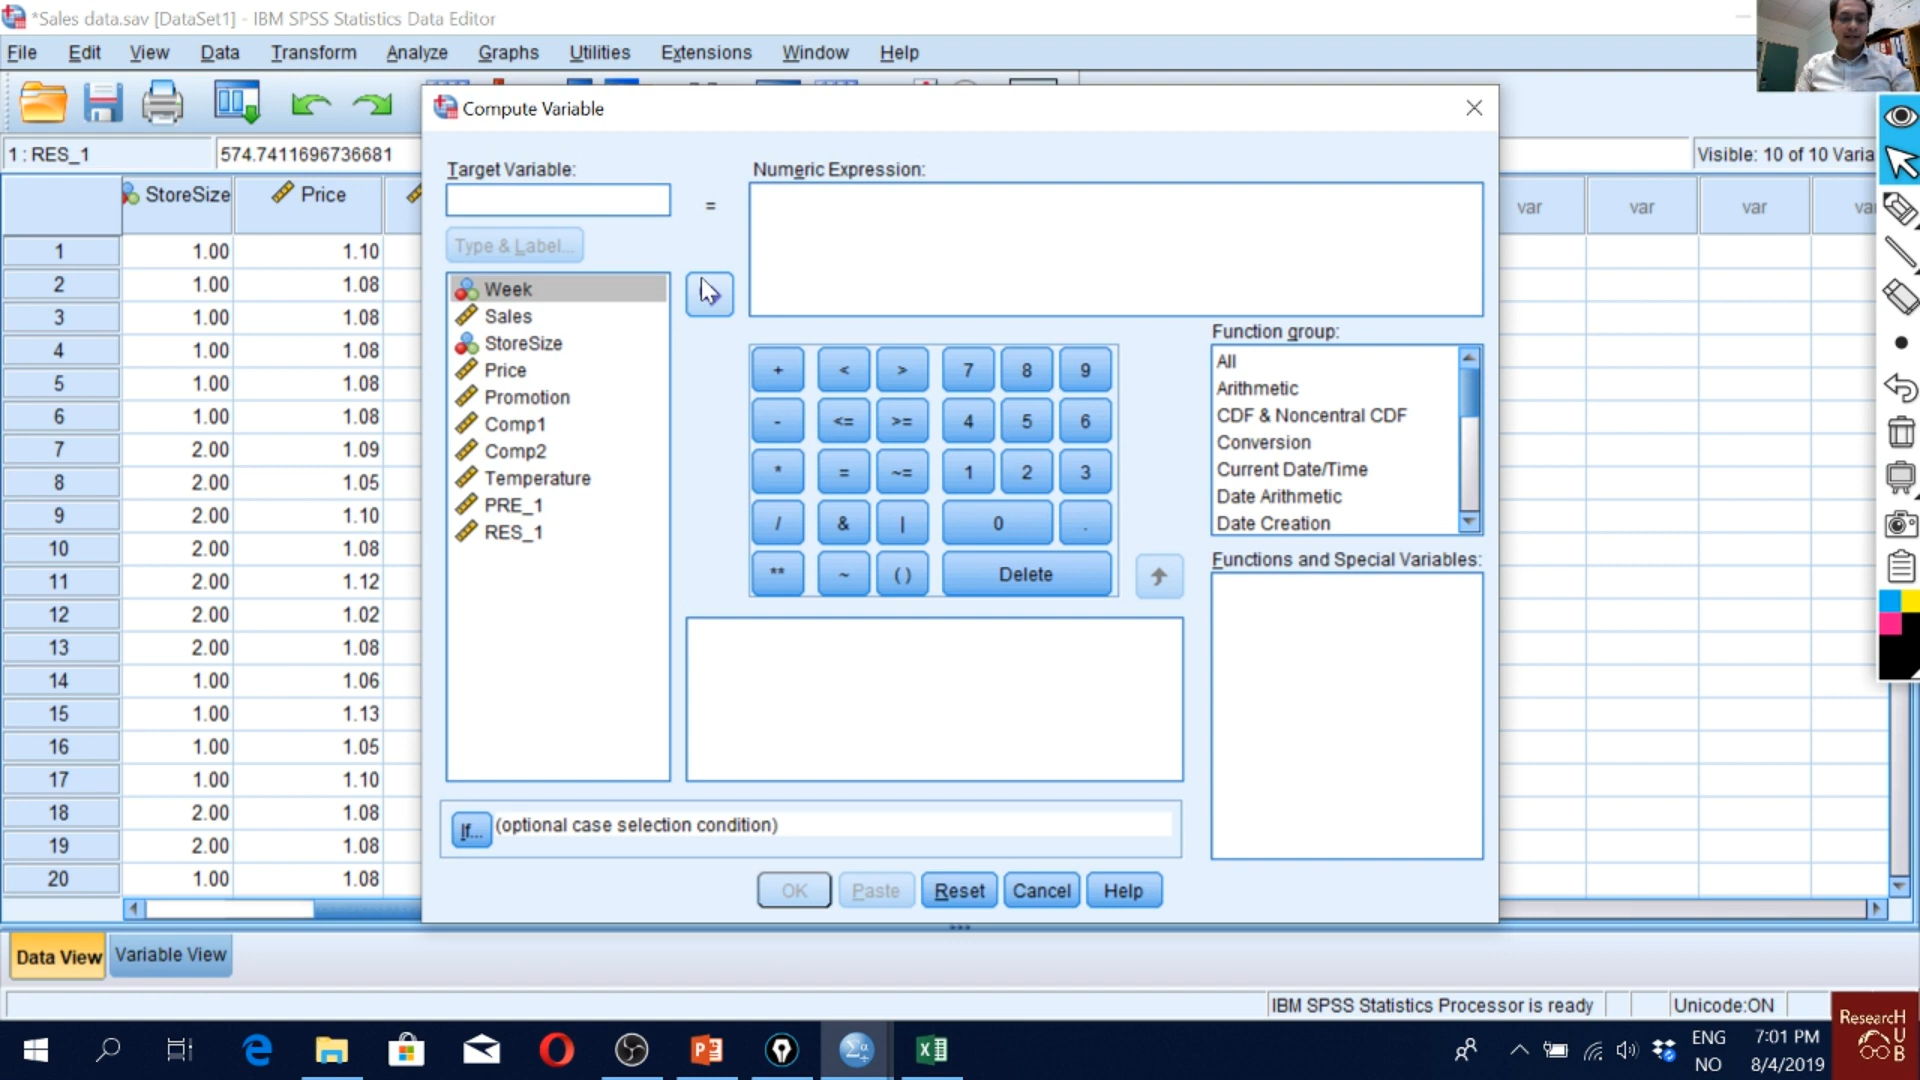 *Sales data.sav [DataSet1] - IBM SPSS Statistics Data Editor
File Edit View Data Transform Analyze Graphs Utilities Extensions Window Help
Compute Variable
1 : RES_1 574.7411696736681
Visible: 10 of 10 Varia
Target Variable:
=
Numeric Expression:
Type & Label...
StoreSize Price
var var var va
Week
Sales
StoreSize
Price
Promotion
Comp1
Comp2
Temperature
PRE_1
RES_1
1 1.00 1.10
2 1.00 1.08
3 1.00 1.08
4 1.00 1.08
5 1.00 1.08
6 1.00 1.08
7 2.00 1.09
8 2.00 1.05
9 2.00 1.10
10 2.00 1.08
11 2.00 1.12
12 2.00 1.02
13 2.00 1.08
14 1.00 1.06
15 1.00 1.13
16 1.00 1.05
17 1.00 1.10
18 2.00 1.08
19 2.00 1.08
20 1.00 1.08
+ < > 7 8 9
- <= >= 4 5 6
* = ~= 1 2 3
/ & | 0 .
** ~ ( ) Delete
Function group:
All
Arithmetic
CDF & Noncentral CDF
Conversion
Current Date/Time
Date Arithmetic
Date Creation
Functions and Special Variables:
If... (optional case selection condition)
OK Paste Reset Cancel Help
Data View Variable View
IBM SPSS Statistics Processor is ready Unicode:ON
ENG
NO
7:01 PM
8/4/2019
ResearcH
UB